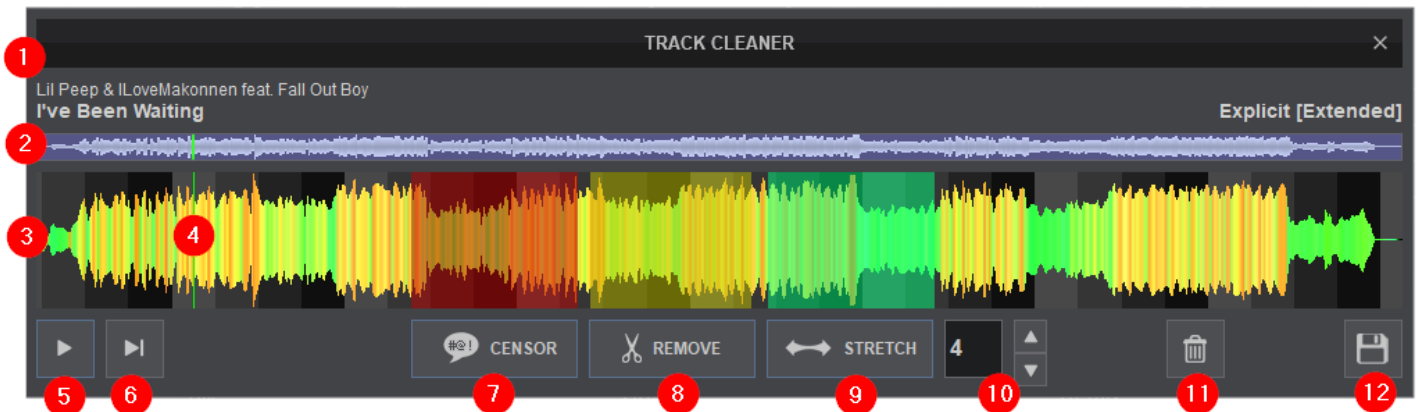 TRACK CLEANER ×
1
Lil Peep & ILoveMakonnen feat. Fall Out Boy
I've Been Waiting
Explicit [Extended]
2
3
4
#@! CENSOR
REMOVE
STRETCH
4
5
6
7
8
9
10
11
12